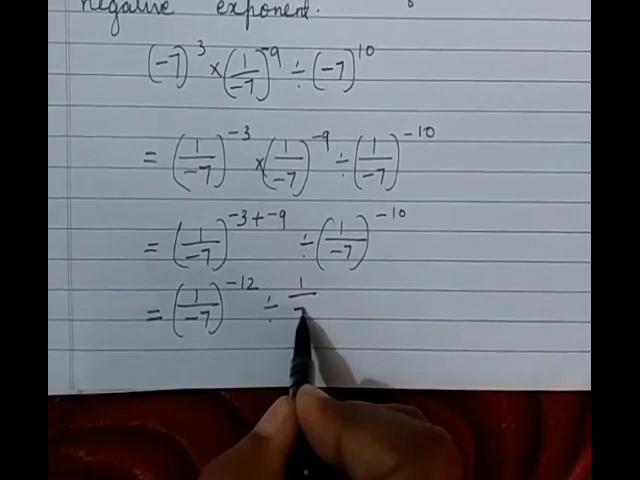 negative exponent.
(-7)^3 × (1/-7)^-9 ÷ (-7)^10
= (1/-7)^-3 × (1/-7)^-9 ÷ (1/-7)^-10
= (1/-7)^-3+-9 ÷ (1/-7)^-10
= (1/-7)^-12 ÷ 1/-